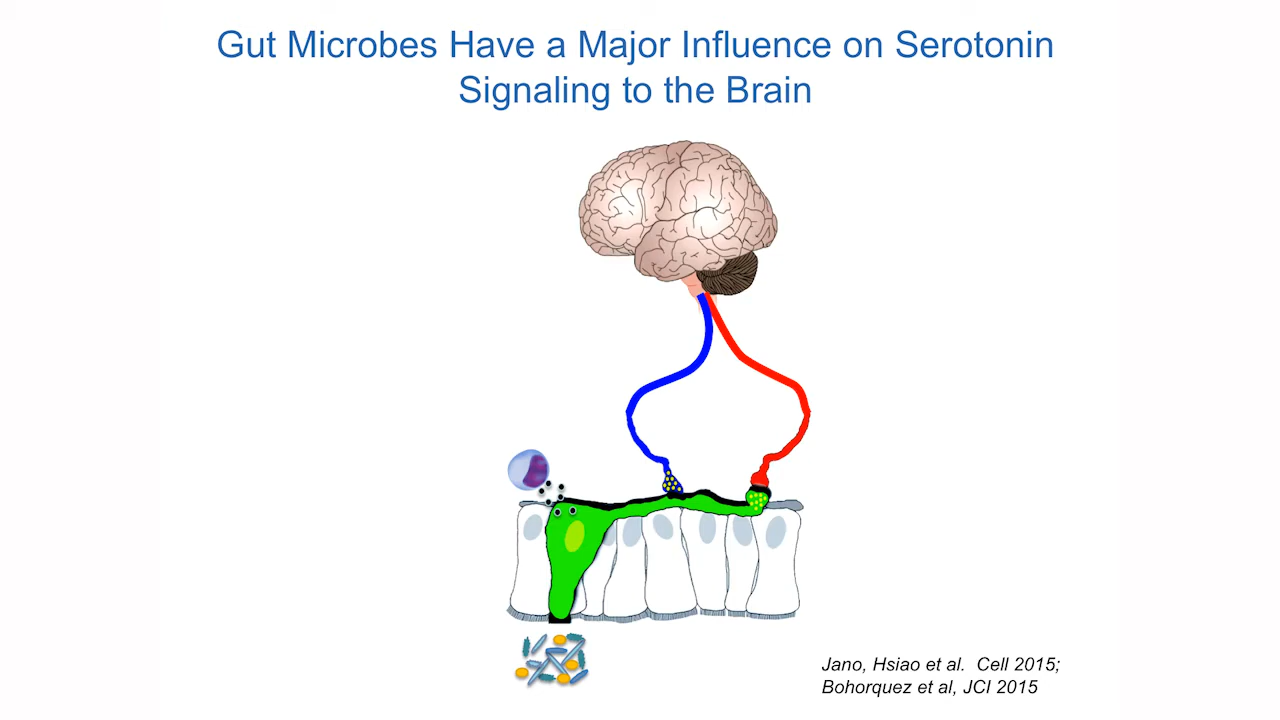 Gut Microbes Have a Major Influence on Serotonin
Signaling to the Brain
Jano, Hsiao et al.  Cell 2015;
Bohorquez et al, JCI 2015